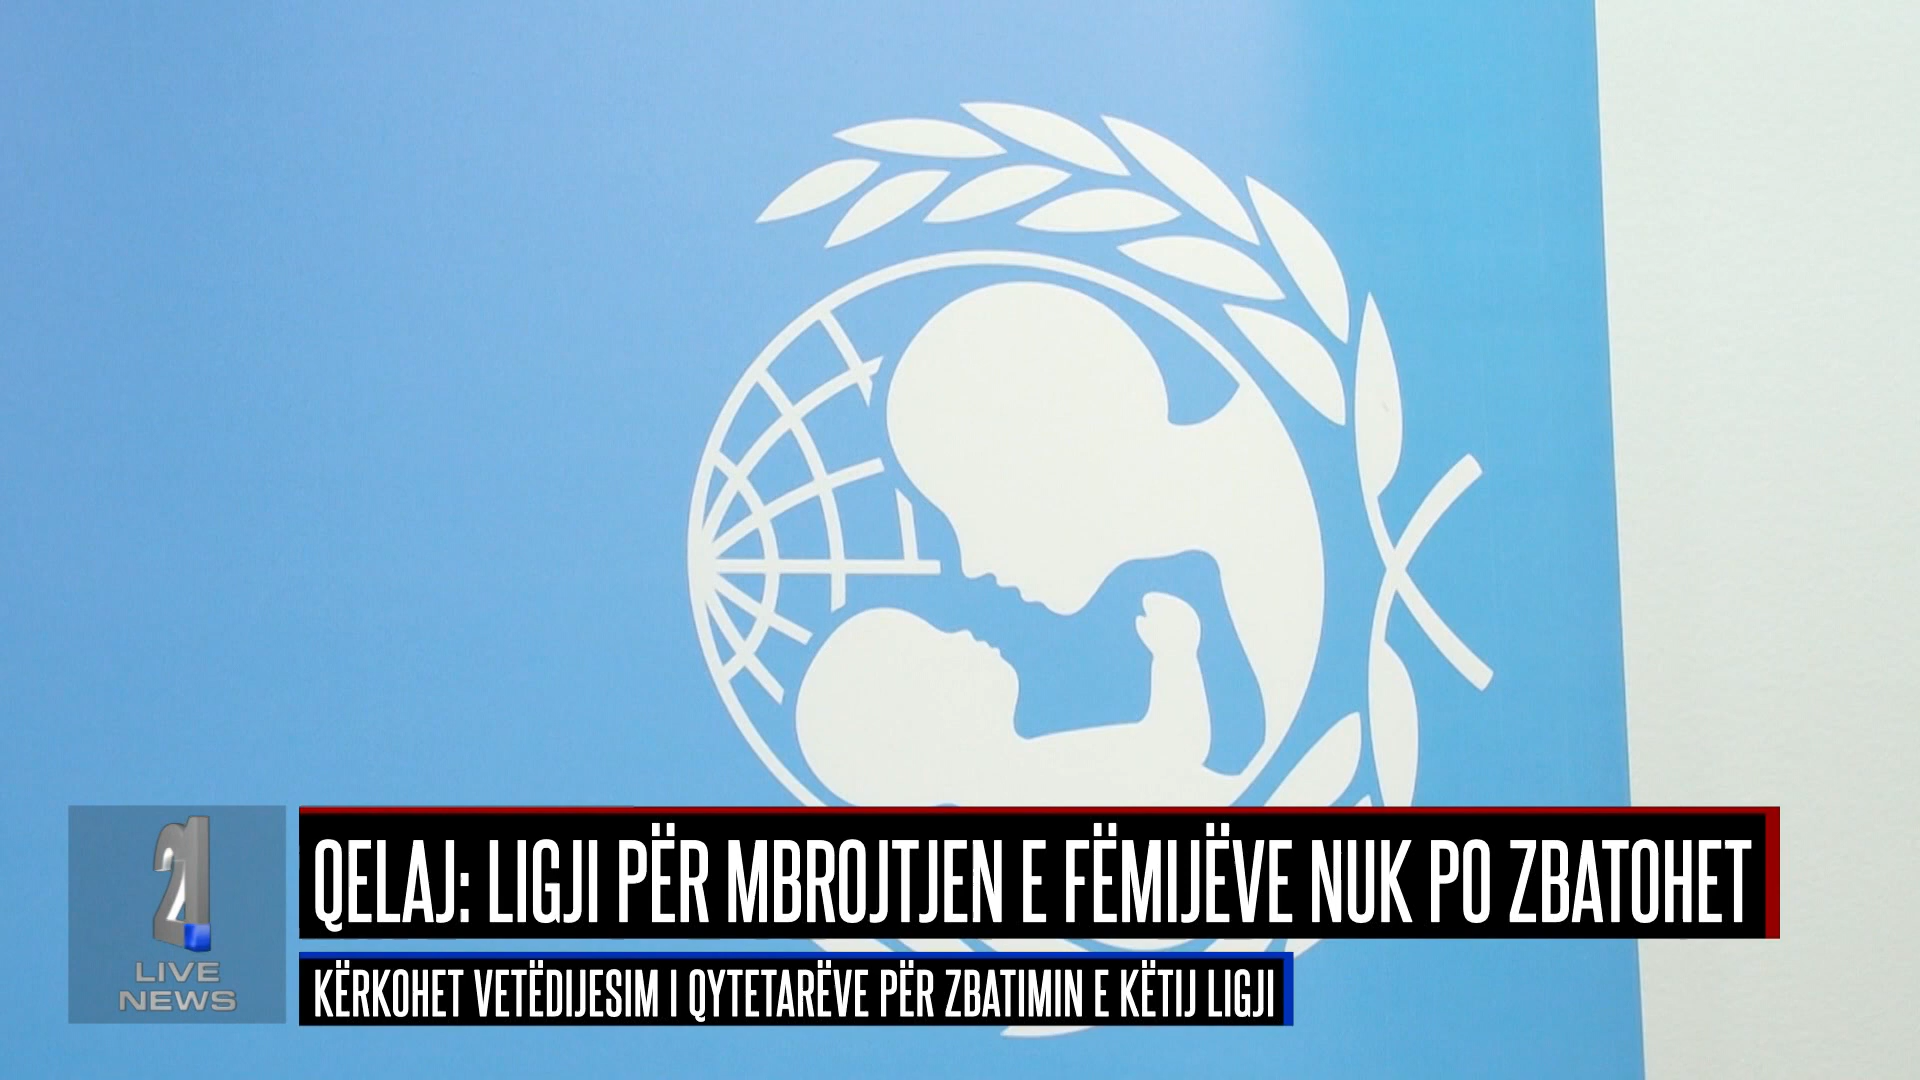 QELAJ: LIGJI PËR MBROJTJEN E FËMIJËVE NUK PO ZBATOHET
21
LIVE
NEWS
KËRKOHET VETËDIJESIM I QYTETARËVE PËR ZBATIMIN E KËTIJ LIGJI